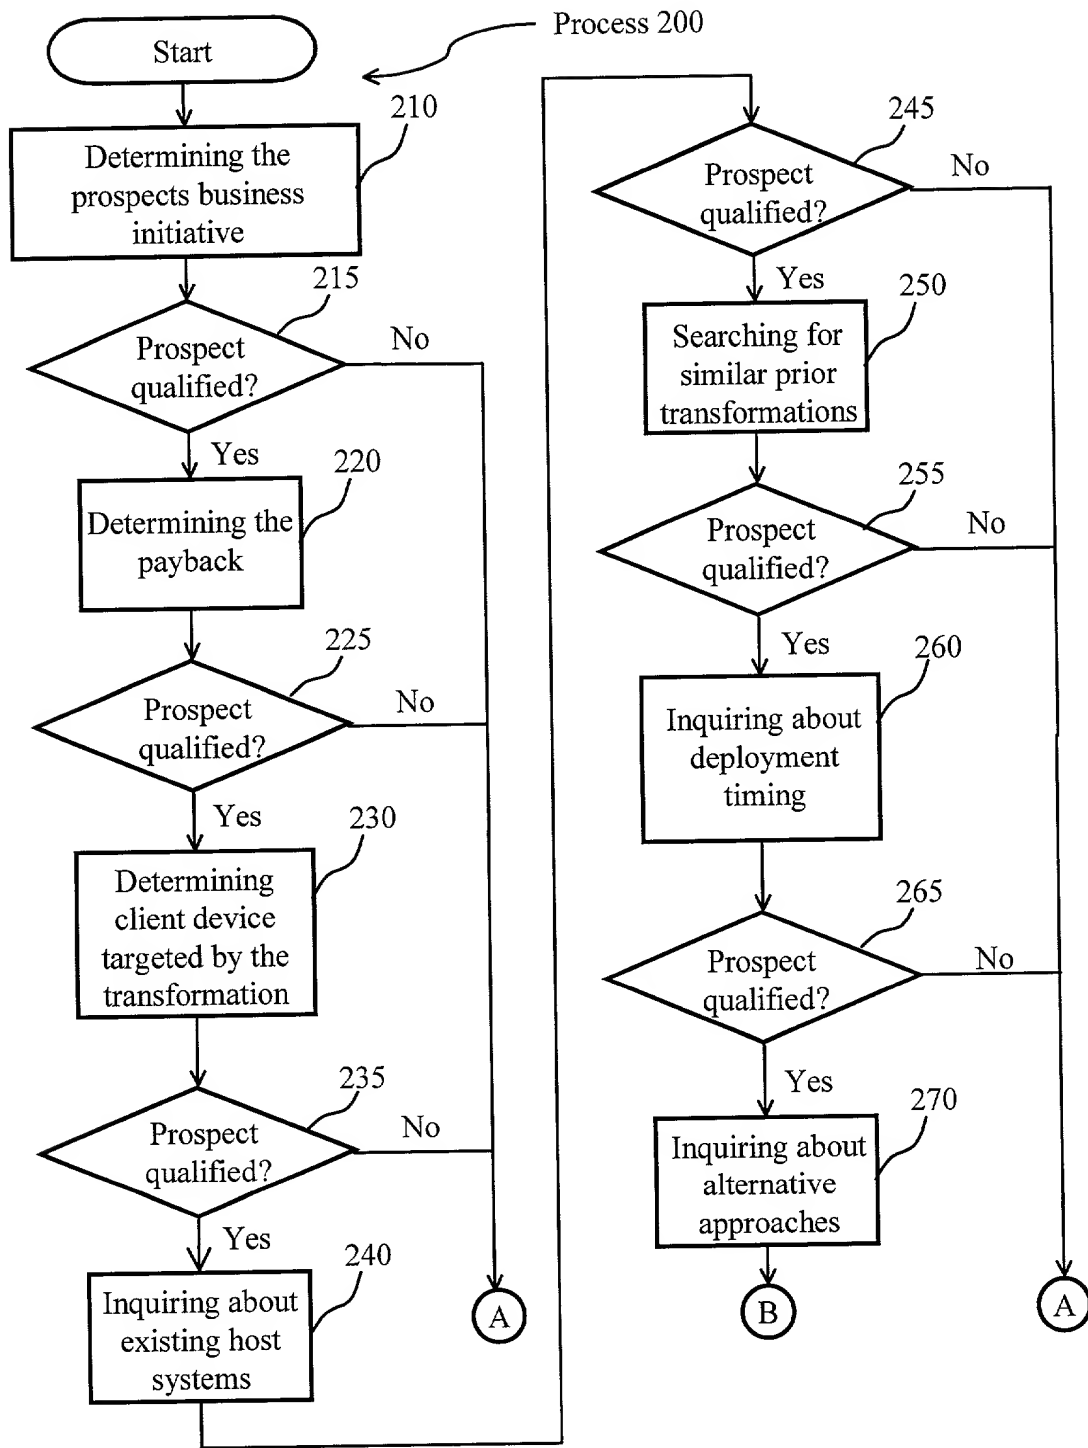 Process 200
Start
210
Determining the
prospects business
initiative
215
Prospect
qualified?
No
Yes
220
Determining the
payback
225
Prospect
qualified?
No
Yes
230
Determining
client device
targeted by the
transformation
235
Prospect
qualified?
No
Yes
240
Inquiring about
existing host
systems
A
245
Prospect
qualified?
No
Yes
250
Searching for
similar prior
transformations
255
Prospect
qualified?
No
Yes
260
Inquiring about
deployment
timing
265
Prospect
qualified?
No
Yes
270
Inquiring about
alternative
approaches
B
A